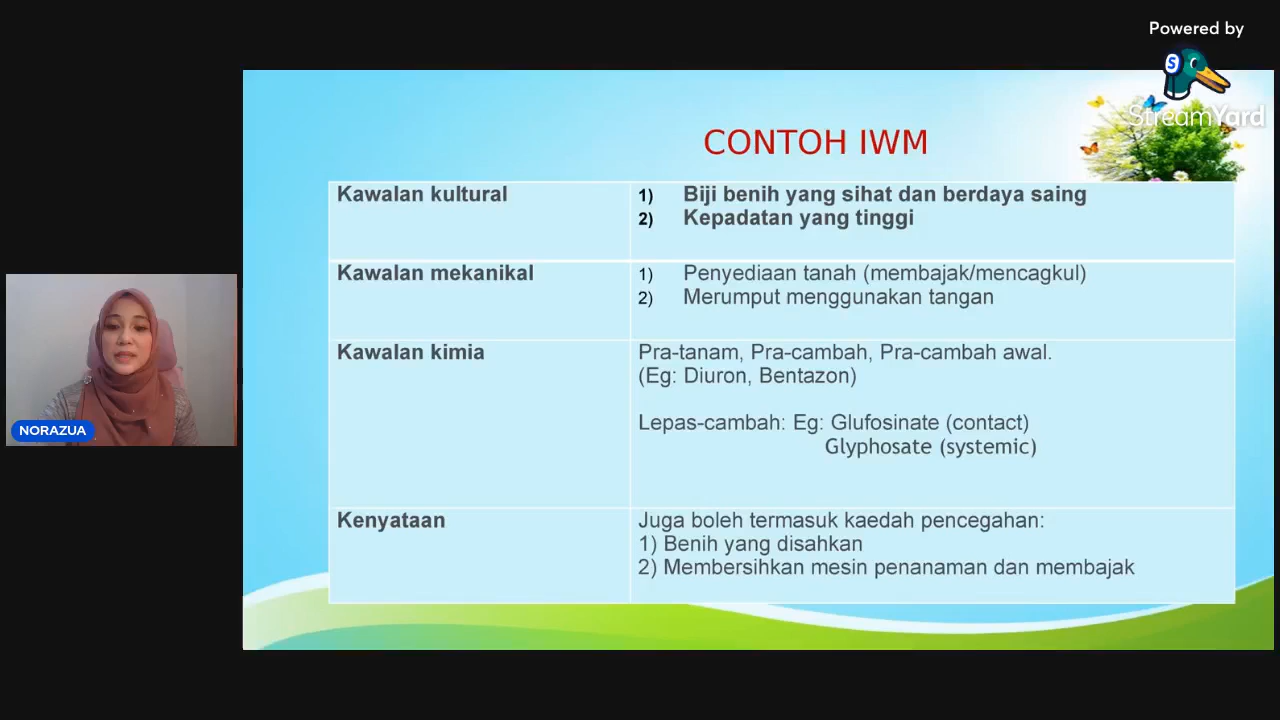 Powered by
StreamYard
CONTOH IWM
Kawalan kultural
1) Biji benih yang sihat dan berdaya saing
2) Kepadatan yang tinggi
Kawalan mekanikal
1) Penyediaan tanah (membajak/mencagkul)
2) Merumput menggunakan tangan
Kawalan kimia
Pra-tanam, Pra-cambah, Pra-cambah awal.
(Eg: Diuron, Bentazon)
Lepas-cambah: Eg: Glufosinate (contact)
Glyphosate (systemic)
Kenyataan
Juga boleh termasuk kaedah pencegahan:
1) Benih yang disahkan
2) Membersihkan mesin penanaman dan membajak
NORAZUA